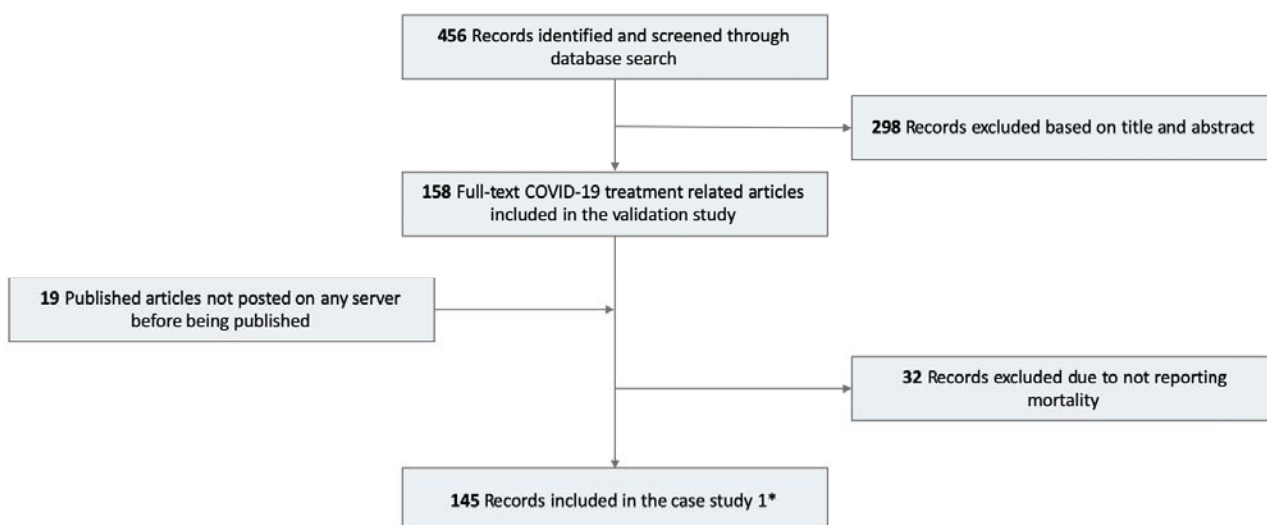 456 Records identified and screened through
database search
298 Records excluded based on title and abstract
158 Full-text COVID-19 treatment related articles
included in the validation study
19 Published articles not posted on any server
before being published
32 Records excluded due to not reporting
mortality
145 Records included in the case study 1*